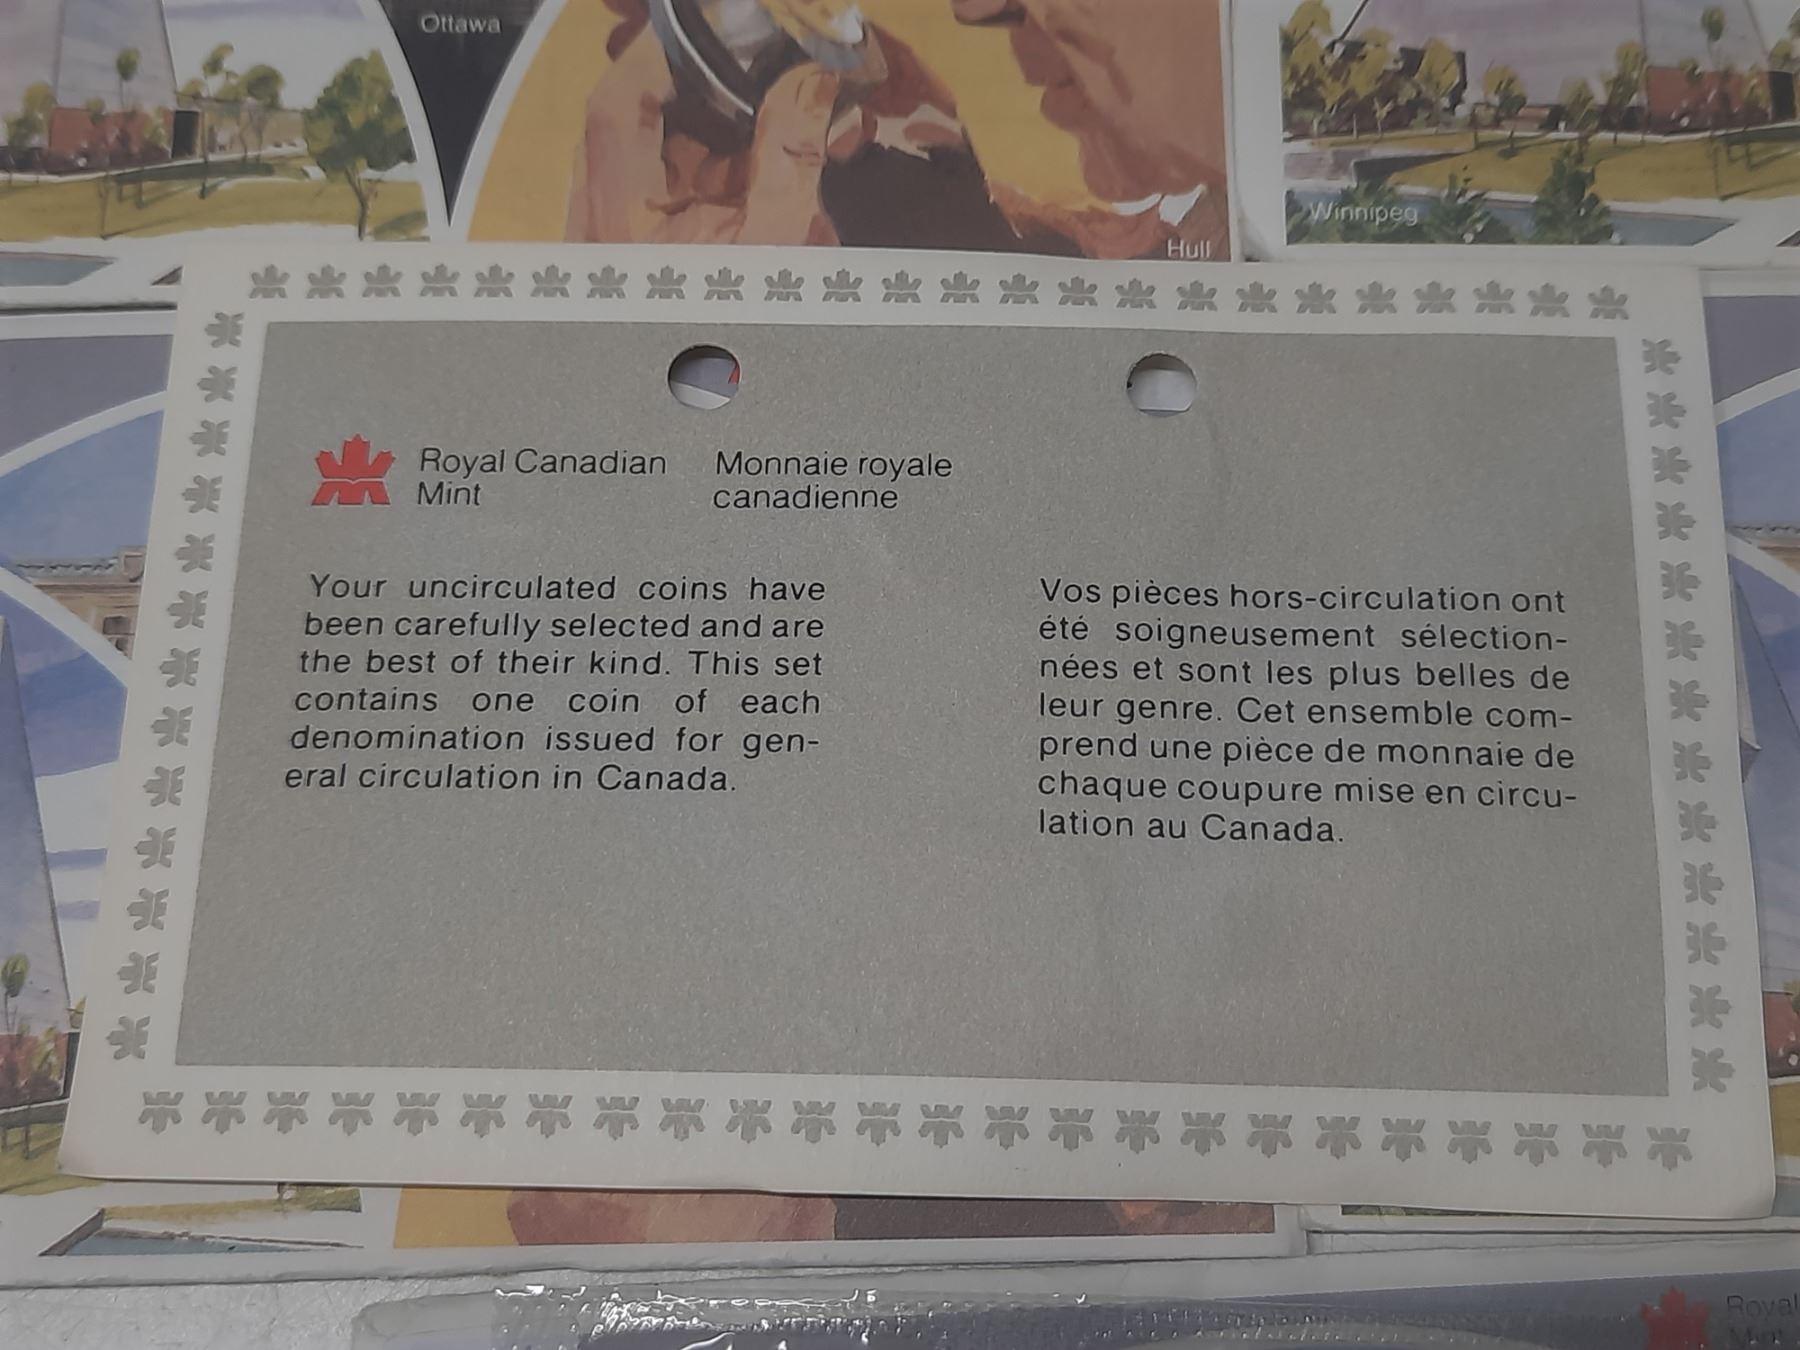 Ottawa
Winnipeg
Hull
Royal Canadian
Mint
Monnaie royale
canadienne
Your uncirculated coins have
been carefully selected and are
the best of their kind. This set
contains one coin of each
denomination issued for gen-
eral circulation in Canada.
Vos pièces hors-circulation ont
été soigneusement sélection-
nées et sont les plus belles de
leur genre. Cet ensemble com-
prend une pièce de monnaie de
chaque coupure mise en circu-
lation au Canada.
Royal
Mint